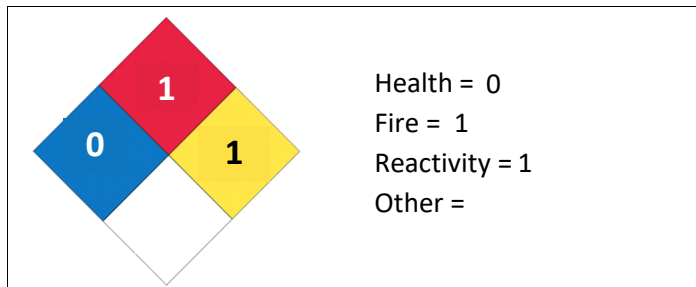 1
0
1
Health = 0
Fire = 1
Reactivity = 1
Other =